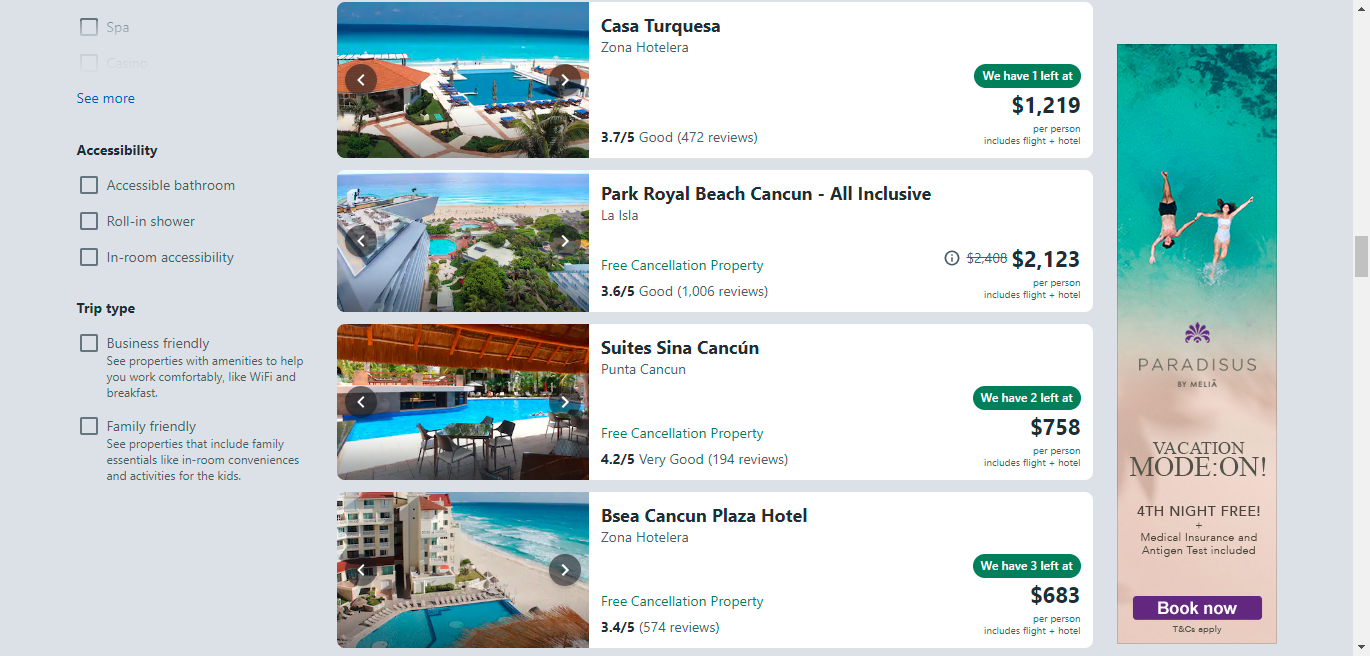 Spa
Casino
See more
Accessibility
Accessible bathroom
Roll-in shower
In-room accessibility
Trip type
Business friendly
See properties with amenities to help
you work comfortably, like WiFi and
breakfast.
Family friendly
See properties that include family
essentials like in-room conveniences
and activities for the kids.
Casa Turquesa
Zona Hotelera
We have 1 left at
$1,219
per person
includes flight + hotel
3.7/5 Good (472 reviews)
Park Royal Beach Cancun - All Inclusive
La Isla
Free Cancellation Property
$2,408 $2,123
per person
includes flight + hotel
3.6/5 Good (1,006 reviews)
Suites Sina Cancún
Punta Cancun
We have 2 left at
$758
Free Cancellation Property
per person
includes flight + hotel
4.2/5 Very Good (194 reviews)
Bsea Cancun Plaza Hotel
Zona Hotelera
We have 3 left at
$683
Free Cancellation Property
per person
includes flight + hotel
3.4/5 (574 reviews)
PARADISUS
BY MELIÃ
VACATION
MODE:ON!
4TH NIGHT FREE!
+
Medical Insurance and
Antigen Test included
Book now
T&Cs apply